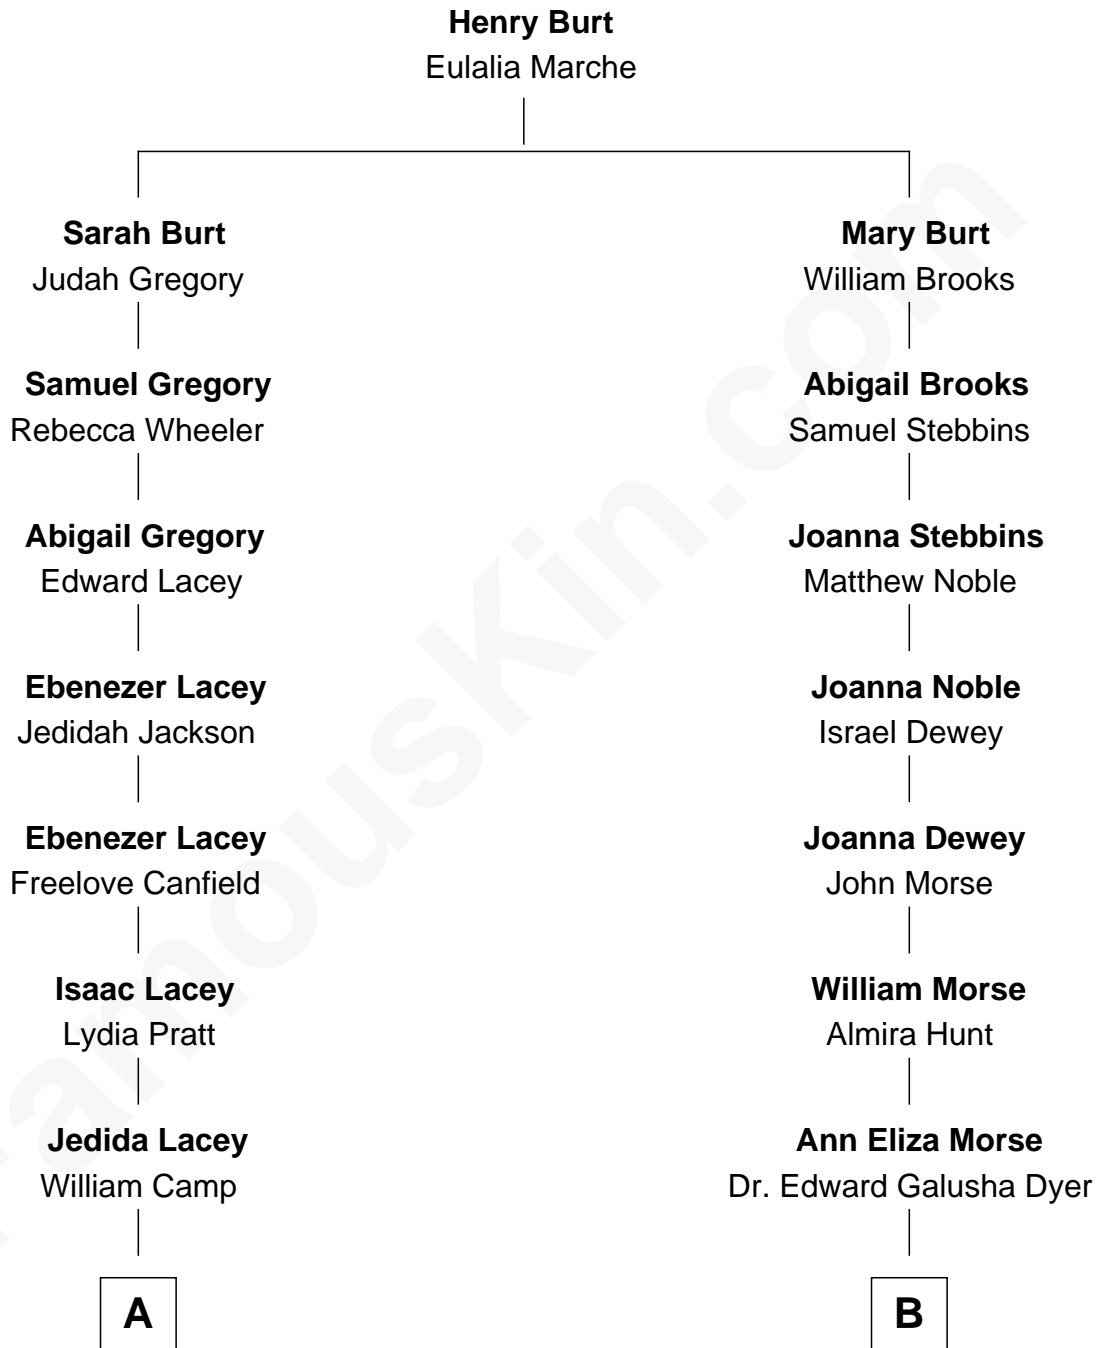 Henry Burt
Eulalia Marche
Sarah Burt
Judah Gregory
Mary Burt
William Brooks
Samuel Gregory
Rebecca Wheeler
Abigail Brooks
Samuel Stebbins
Abigail Gregory
Edward Lacey
Joanna Stebbins
Matthew Noble
Ebenezer Lacey
Jedidah Jackson
Joanna Noble
Israel Dewey
Ebenezer Lacey
Freelove Canfield
Joanna Dewey
John Morse
Isaac Lacey
Lydia Pratt
William Morse
Almira Hunt
Jedida Lacey
William Camp
Ann Eliza Morse
Dr. Edward Galusha Dyer
A
B
FamousKin.com